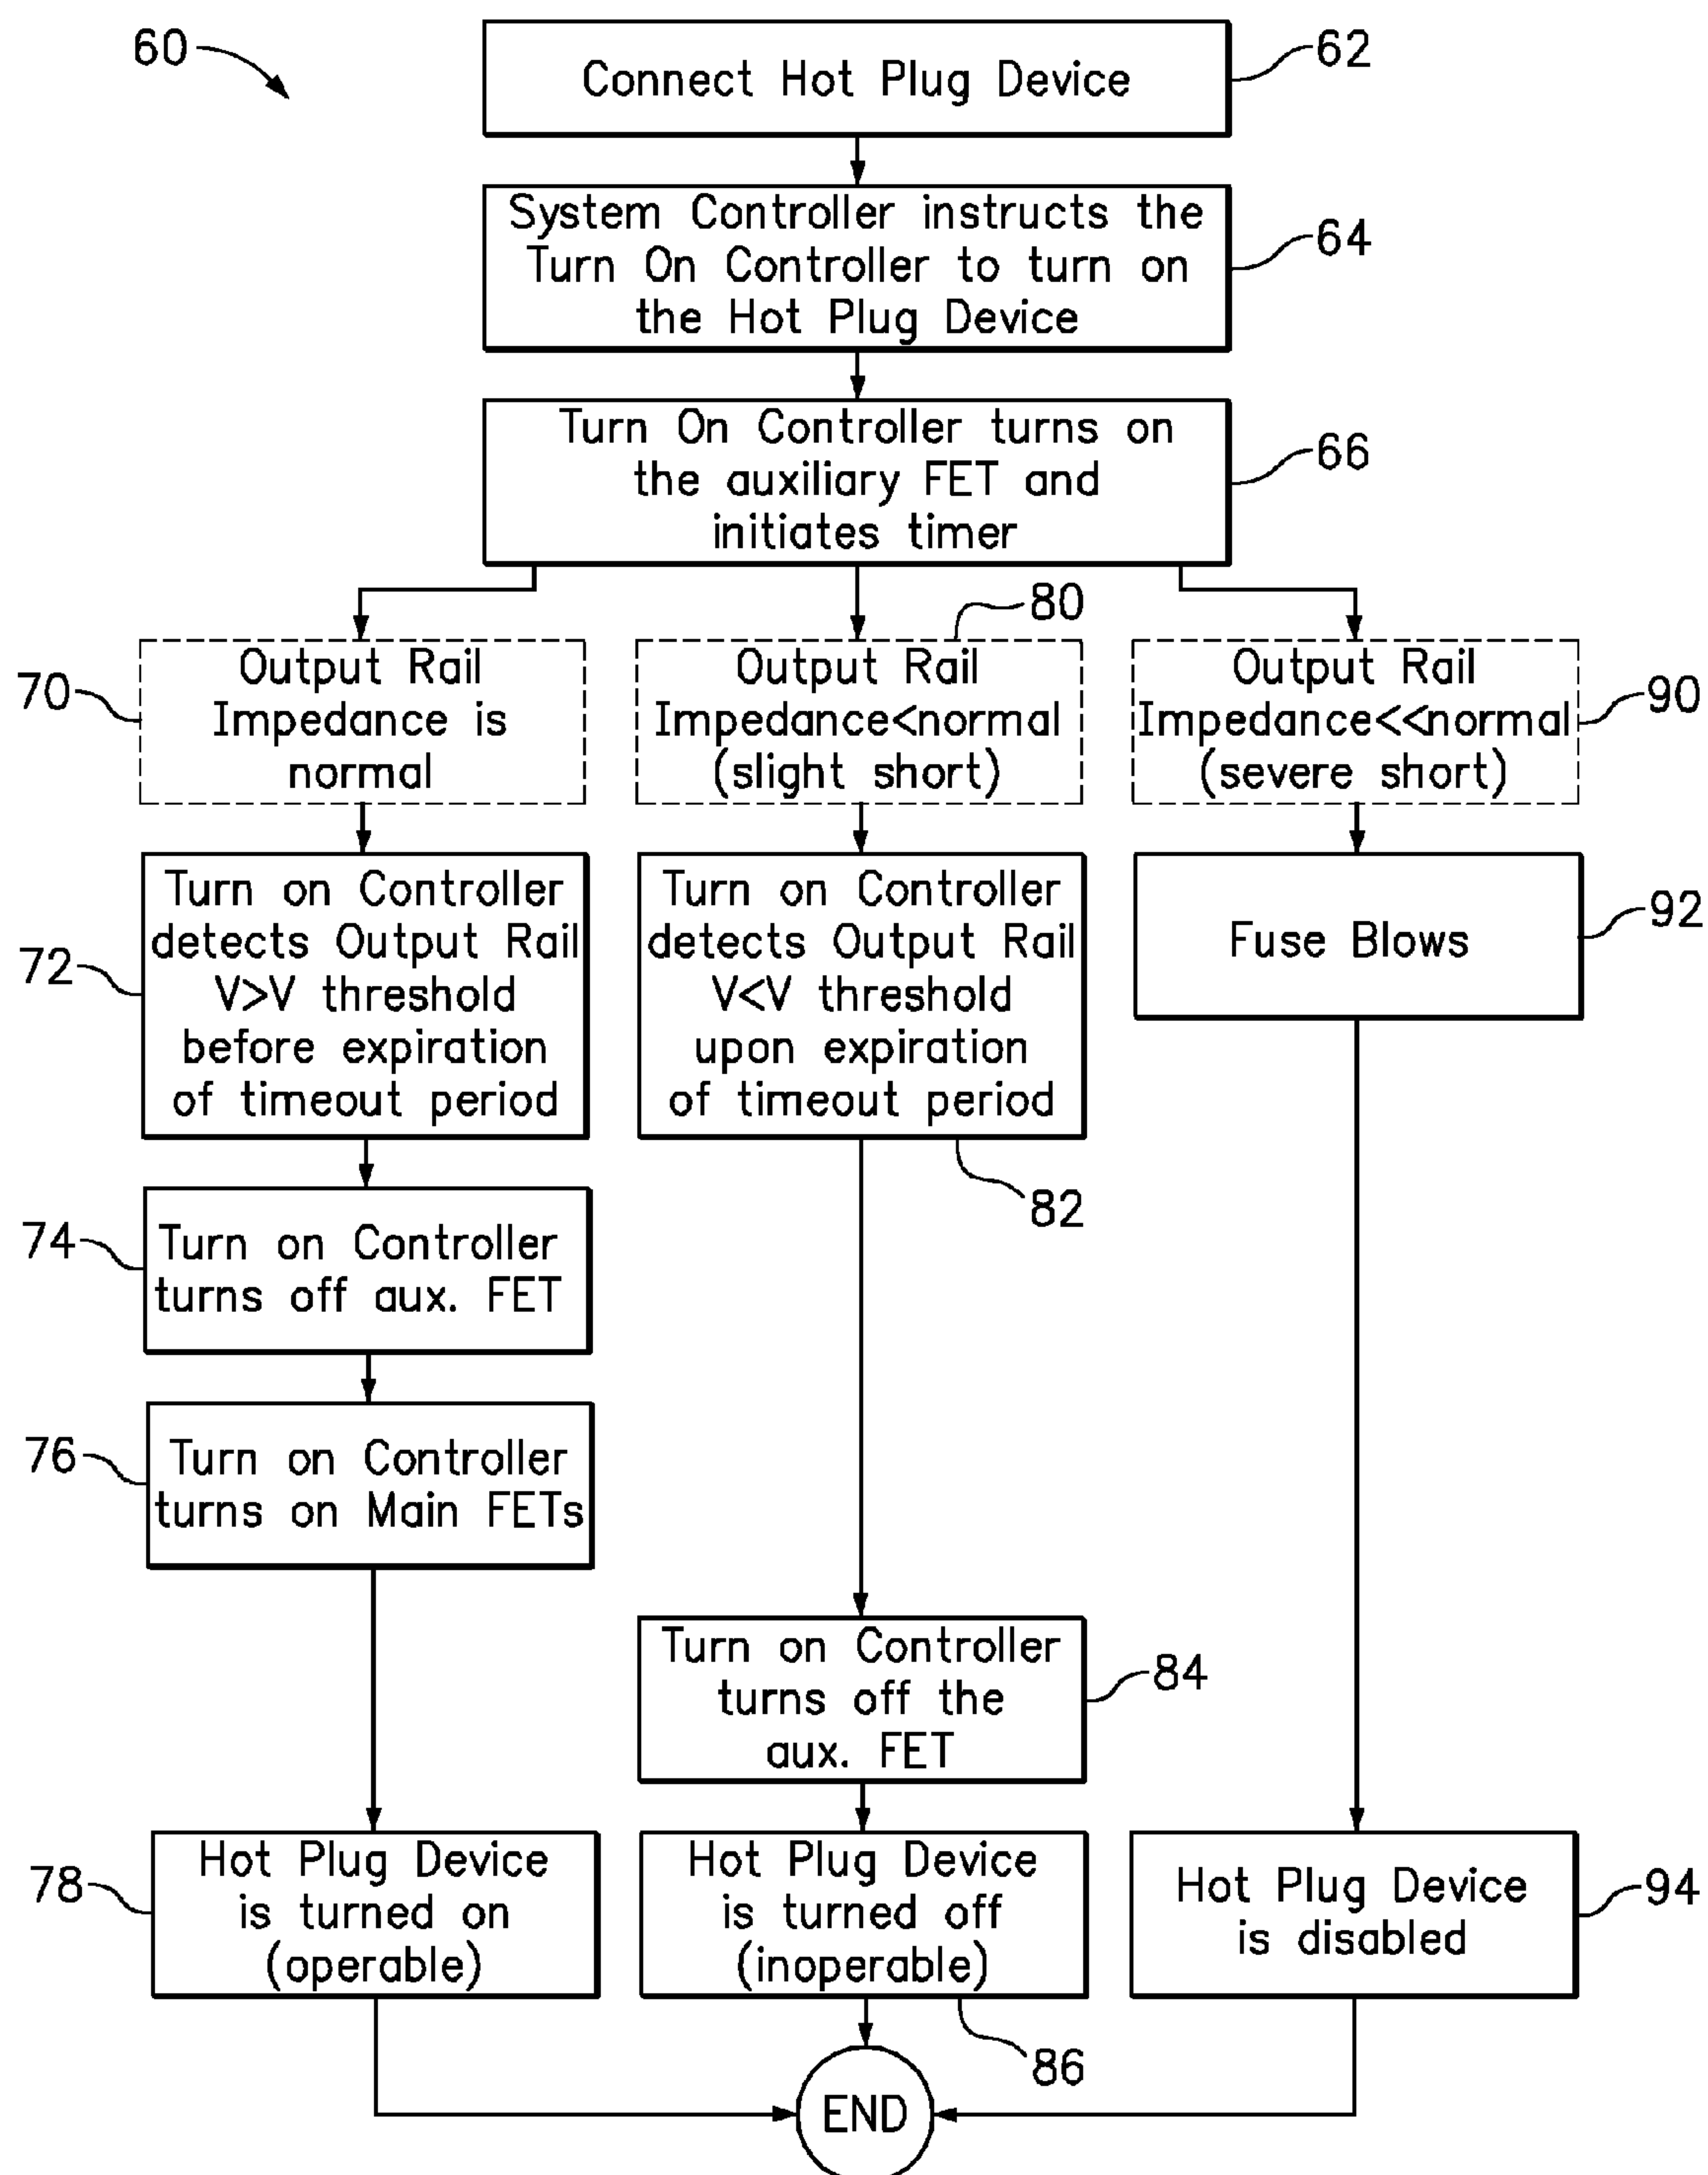 60
Connect Hot Plug Device
62
System Controller instructs the
Turn On Controller to turn on
the Hot Plug Device
64
Turn On Controller turns on
the auxiliary FET and
initiates timer
66
70
Output Rail
Impedance is
normal
80
Output Rail
Impedance<normal
(slight short)
90
Output Rail
Impedance<<normal
(severe short)
72
Turn on Controller
detects Output Rail
V>V threshold
before expiration
of timeout period
Turn on Controller
detects Output Rail
V<V threshold
upon expiration
of timeout period
82
Fuse Blows
92
74
Turn on Controller
turns off aux. FET
76
Turn on Controller
turns on Main FETs
Turn on Controller
turns off the
aux. FET
84
78
Hot Plug Device
is turned on
(operable)
Hot Plug Device
is turned off
(inoperable)
86
Hot Plug Device
is disabled
94
END